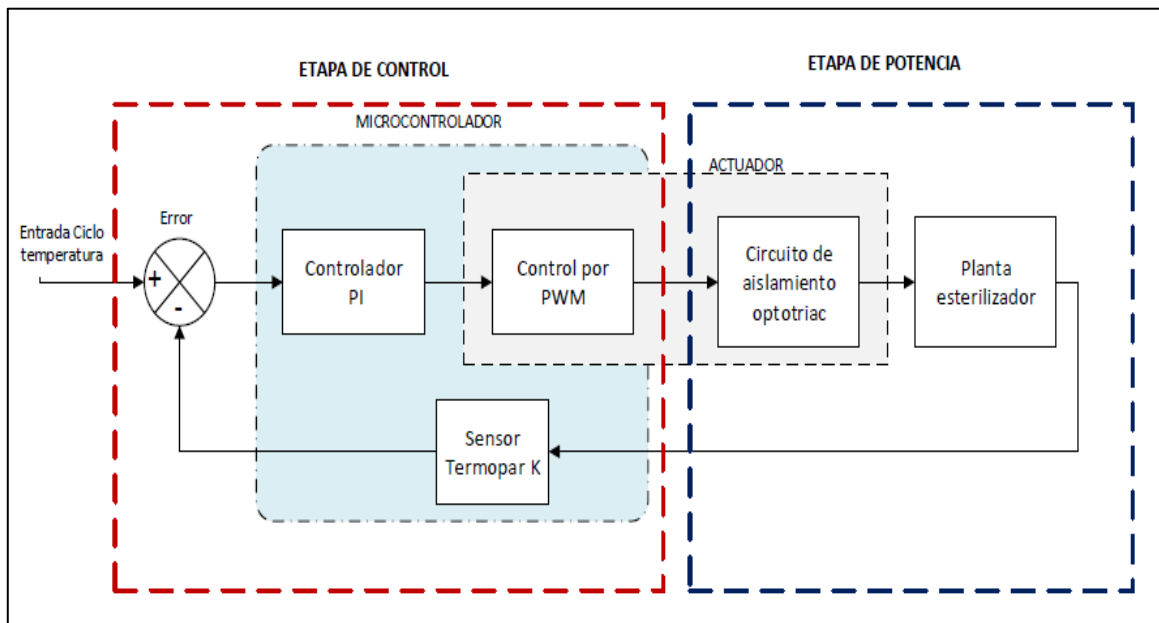 ETAPA DE CONTROL
ETAPA DE POTENCIA
MICROCONTROLADOR
ACTUADOR
Entrada Ciclo
temperatura
Error
+
-
Controlador
PI
Control por
PWM
Circuito de
aislamiento
optotriac
Planta
esterilizador
Sensor
Termopar K